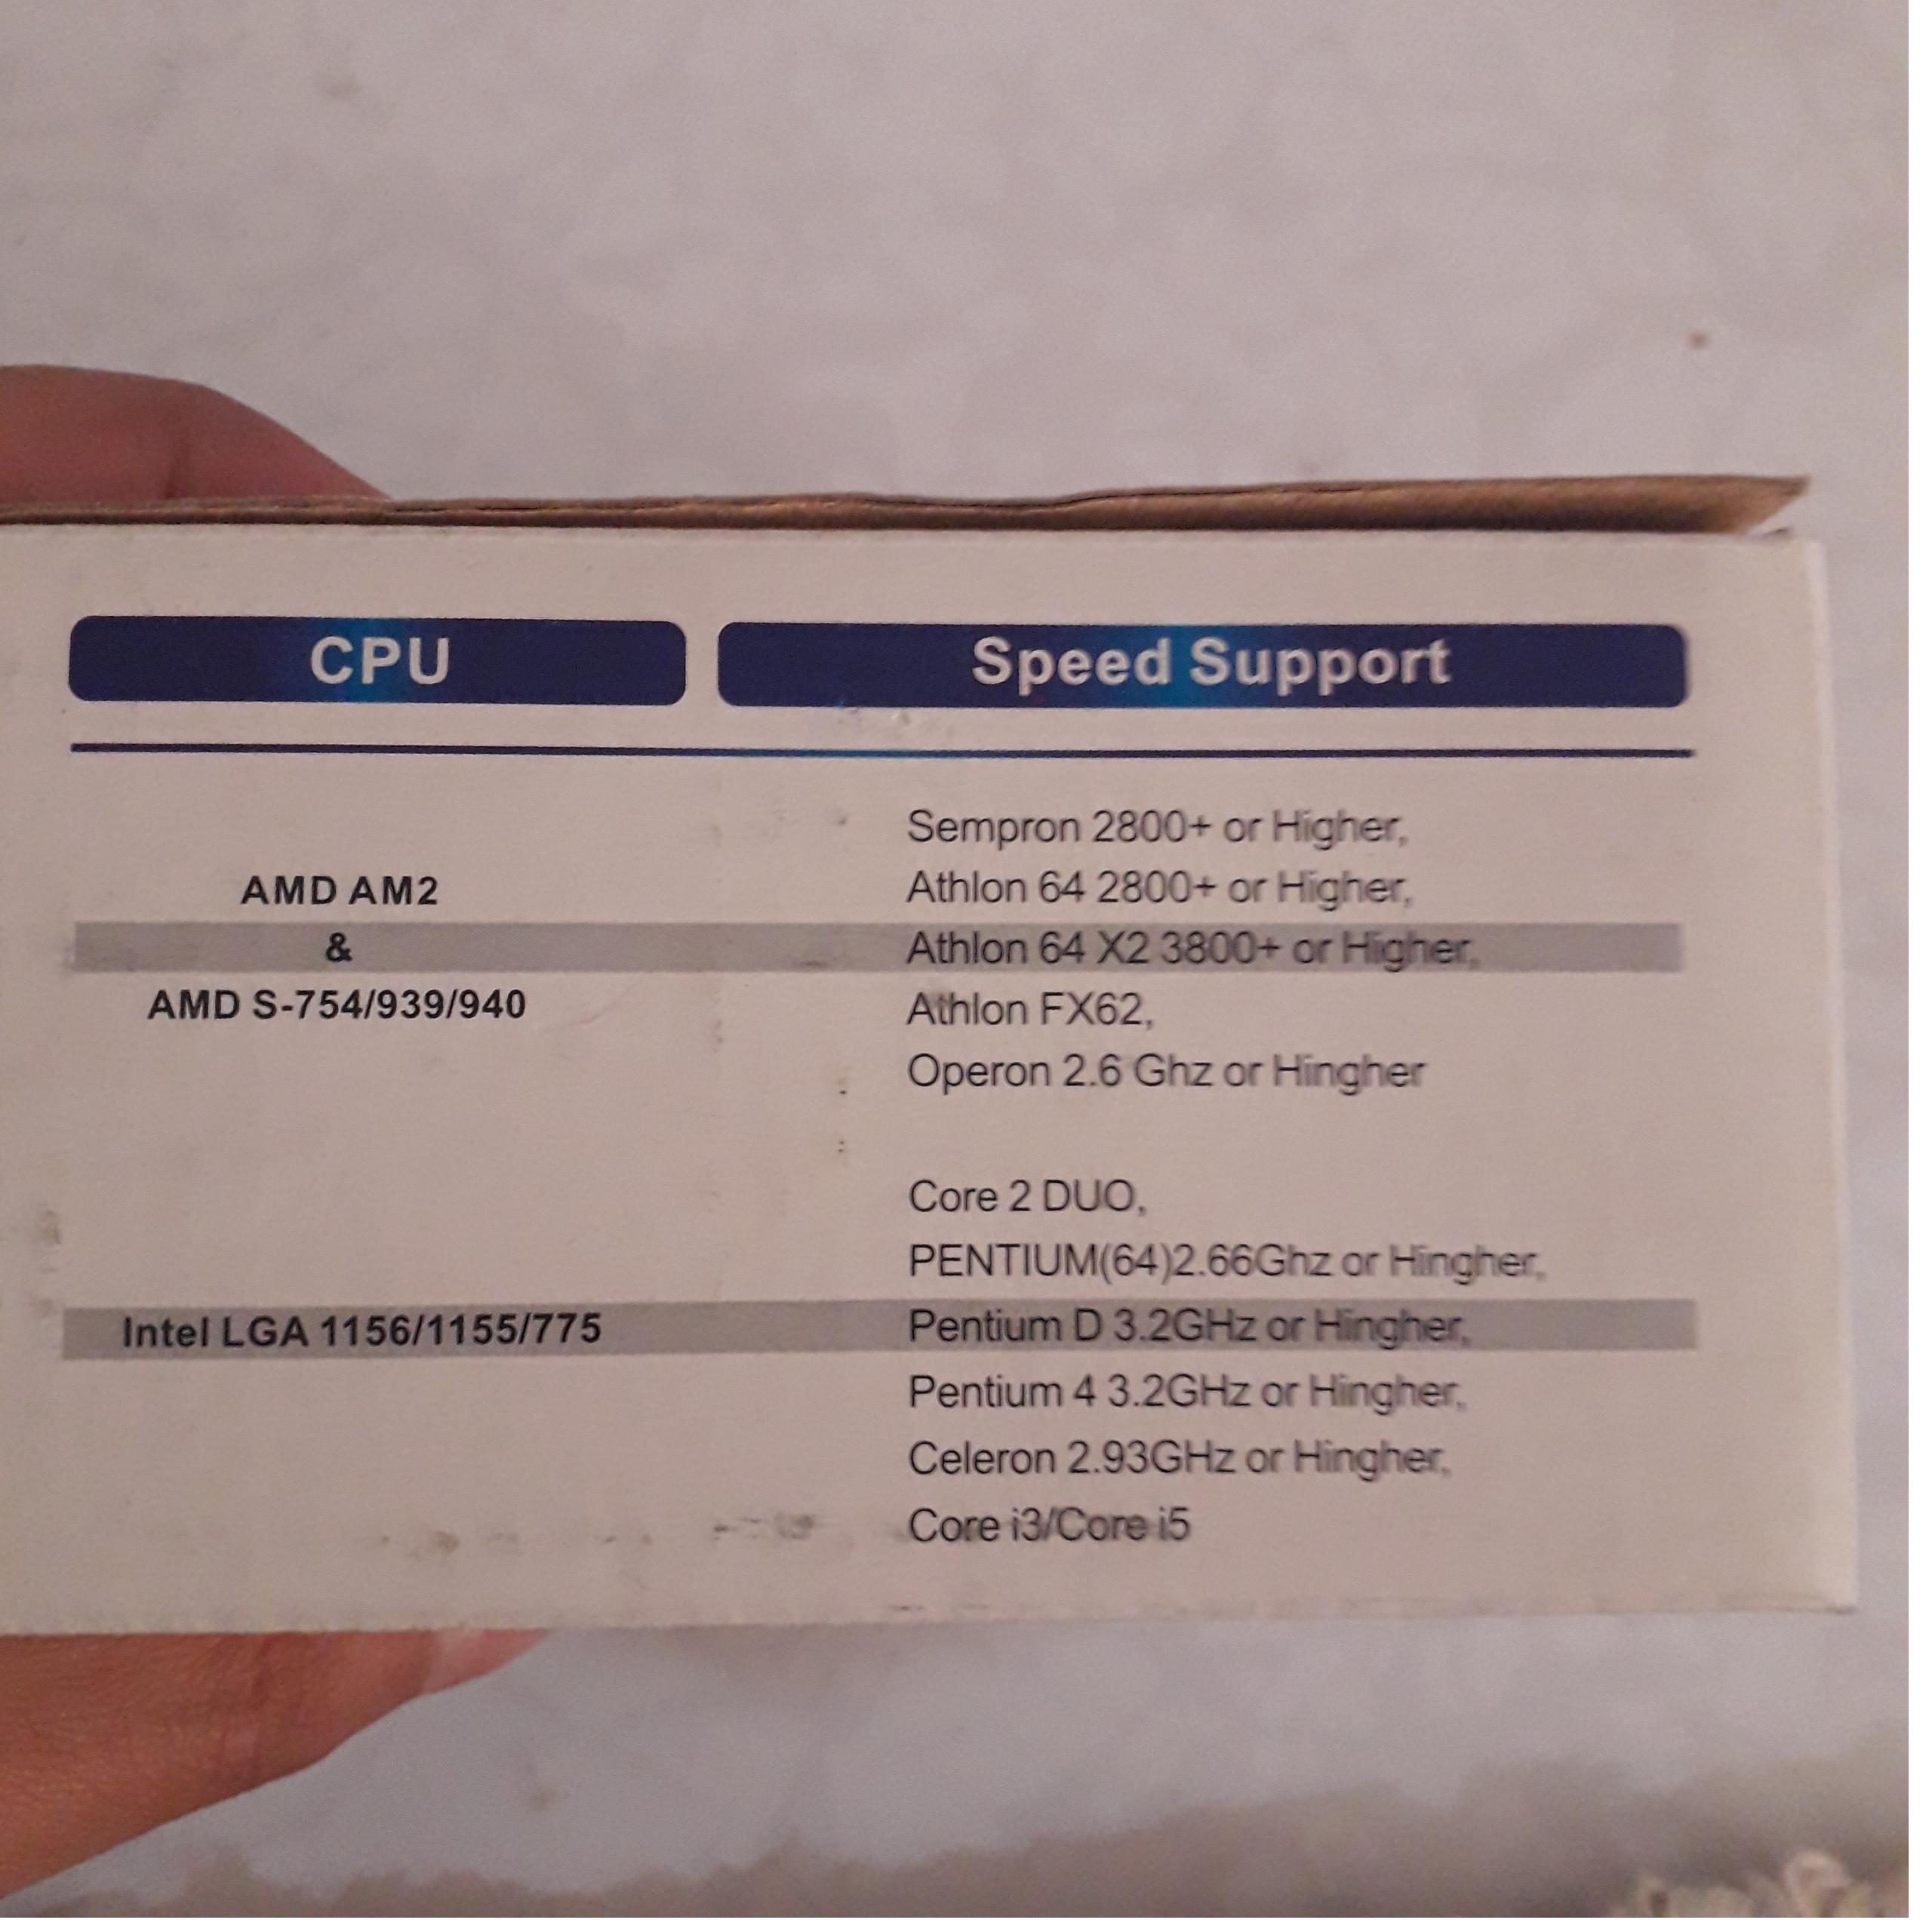 CPU
Speed Support
AMD AM2
&
AMD S-754/939/940
Sempron 2800+ or Higher,
Athlon 64 2800+ or Higher,
Athlon 64 X2 3800+ or Higher,
Athlon FX62,
Operon 2.6 Ghz or Hingher
Intel LGA 1156/1155/775
Core 2 DUO,
PENTIUM(64)2.66Ghz or Hingher,
Pentium D 3.2GHz or Hingher,
Pentium 4 3.2GHz or Hingher,
Celeron 2.93GHz or Hingher,
Core i3/Core i5